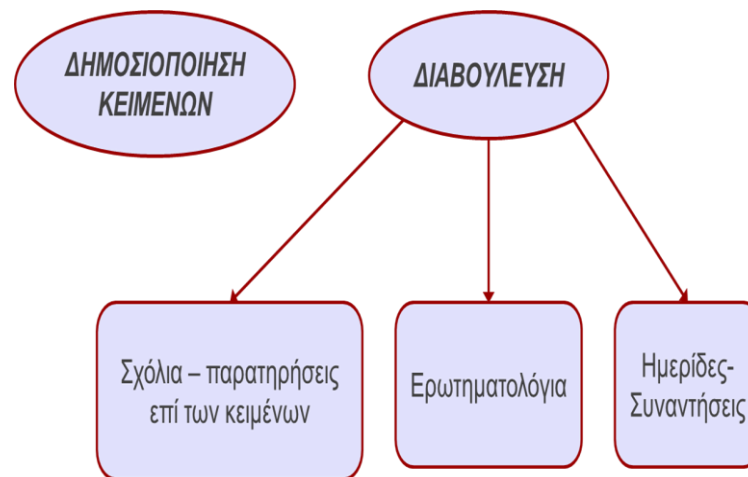 ΔΗΜΟΣΙΟΠΟΙΗΣΗ
ΚΕΙΜΕΝΩΝ
ΔΙΑΒΟΥΛΕΥΣΗ
Σχόλια – παρατηρήσεις
επί των κειμένων
Ερωτηματολόγια
Ημερίδες-
Συναντήσεις